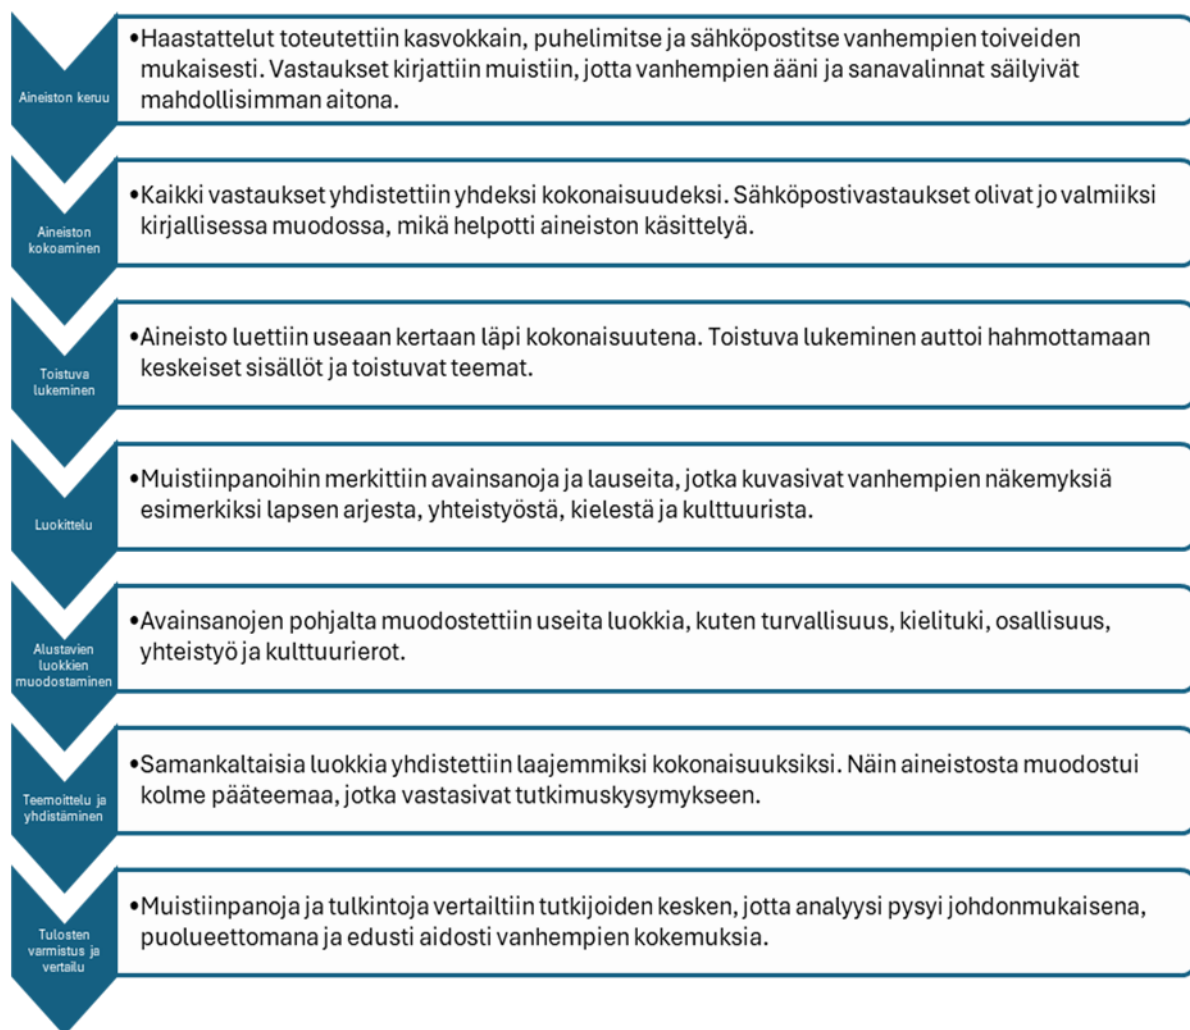 •Haastattelut toteutettiin kasvokkain, puhelimitse ja sähköpostitse vanhempien toiveiden
mukaisesti. Vastaukset kirjattiin muistiin, jotta vanhempien ääni ja sanavalinnat säilyivät
mahdollisimman aitona.
Aineiston keruu
•Kaikki vastaukset yhdistettiin yhdeksi kokonaisuudeksi. Sähköpostivastaukset olivat jo valmiiksi
kirjallisessa muodossa, mikä helpotti aineiston käsittelyä.
Aineiston
kokoaminen
•Aineisto luettiin useaan kertaan läpi kokonaisuutena. Toistuva lukeminen auttoi hahmottamaan
keskeiset sisällöt ja toistuvat teemat.
Toistuva
lukeminen
•Muistiinpanoihin merkittiin avainsanoja ja lauseita, jotka kuvasivat vanhempien näkemyksiä
esimerkiksi lapsen arjesta, yhteistyöstä, kielestä ja kulttuurista.
Luokittelu
•Avainsanojen pohjalta muodostettiin useita luokkia, kuten turvallisuus, kielituki, osallisuus,
yhteistyö ja kulttuurierot.
Alustavien
luokkien
muodostaminen
•Samankaltaisia luokkia yhdistettiin laajemmiksi kokonaisuuksiksi. Näin aineistosta muodostui
kolme pääteemaa, jotka vastasivat tutkimuskysymykseen.
Teemoittelu ja
yhdistäminen
•Muistiinpanoja ja tulkintoja vertailtiin tutkijoiden kesken, jotta analyysi pysyi johdonmukaisena,
puolueettomana ja edusti aidosti vanhempien kokemuksia.
Tulosten
varmistus ja
vertailu